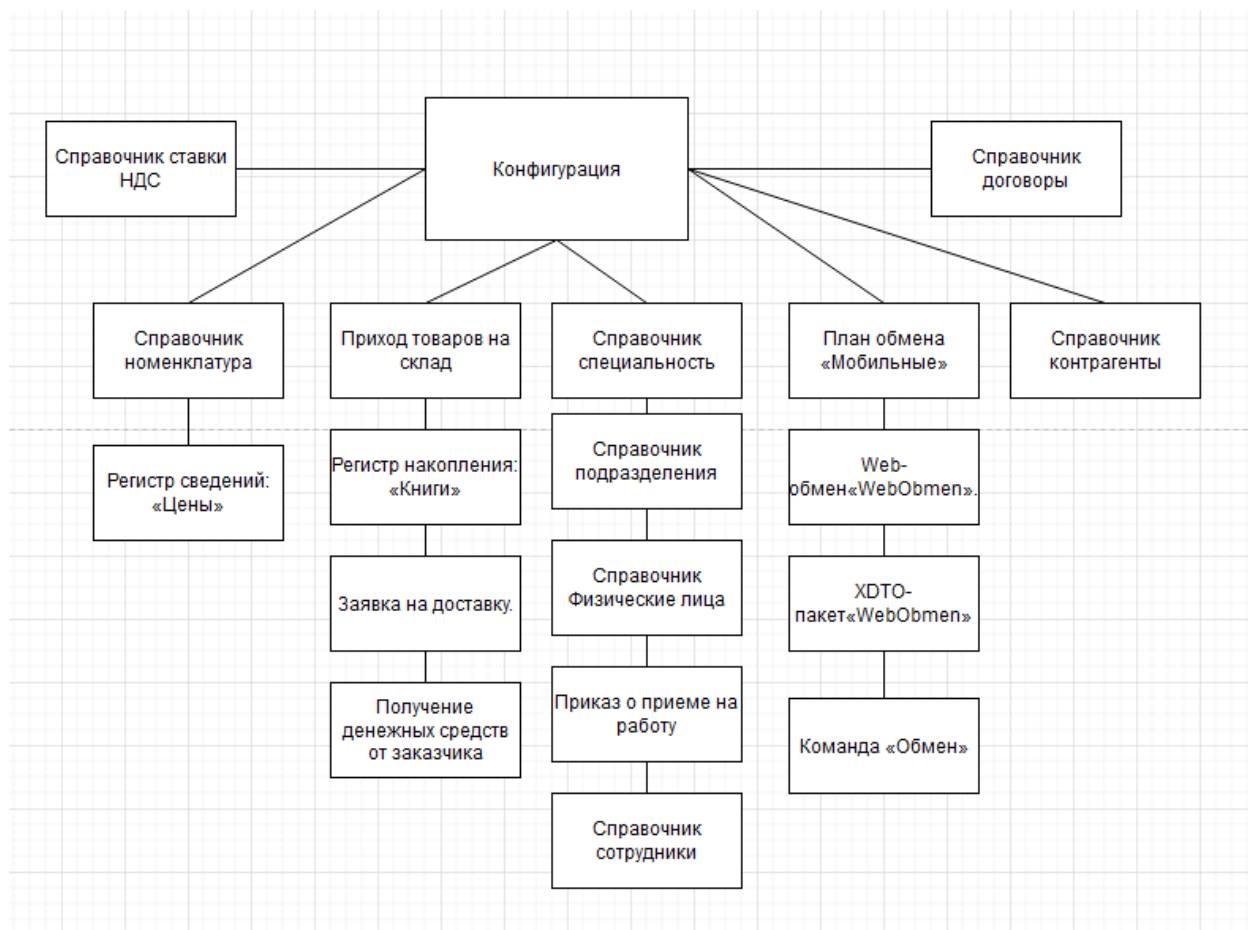 Справочник ставки
НДС
Конфигурация
Справочник
договоры
Справочник
номенклатура
Приход товаров на
склад
Справочник
специальность
План обмена
«Мобильные»
Справочник
контрагенты
Регистр сведений:
«Цены»
Регистр накопления:
«Книги»
Справочник
подразделения
Web-
обмен«WebObmen».
Заявка на доставку.
Справочник
Физические лица
XDTO-
пакет«WebObmen»
Получение
денежных средств
от заказчика
Приказ о приеме на
работу
Команда «Обмен»
Справочник
сотрудники